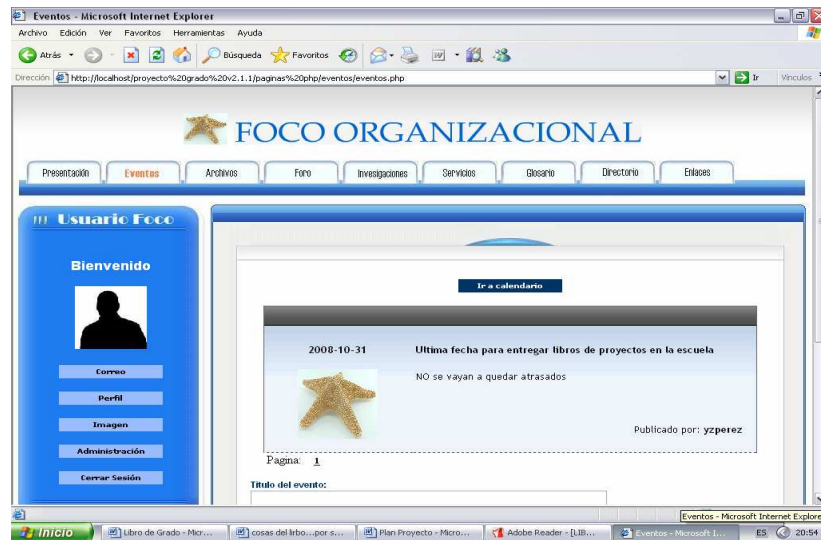 Eventos - Microsoft Internet Explorer
Archivo Edición Ver Favoritos Herramientas Ayuda
Atrás Búsqueda Favoritos
Dirección http://localhost/proyecto%20grado%20v2.1.1/paginas%20php/eventos/eventos.php Ir Vínculos
FOCO ORGANIZACIONAL
Presentación Eventos Archivos Foro Invesigaciones Servicios Glosario Directorio Enlaces
Usuario Foco
Bienvenido
Correo
Perfil
Imagen
Administración
Cerrar Sesión
Ir a calendario
2008-10-31 Ultima fecha para entregar libros de proyectos en la escuela
NO se vayan a quedar atrasados
Publicado por: yzperez
Pagina: 1
Titulo del evento:
Eventos - Microsoft Internet Explore
Inicio Libro de Grado - Micr... cosas del lirbo...por s... Plan Proyecto - Micro... Adobe Reader - [LIB... Eventos - Microsoft I... ES 20:54